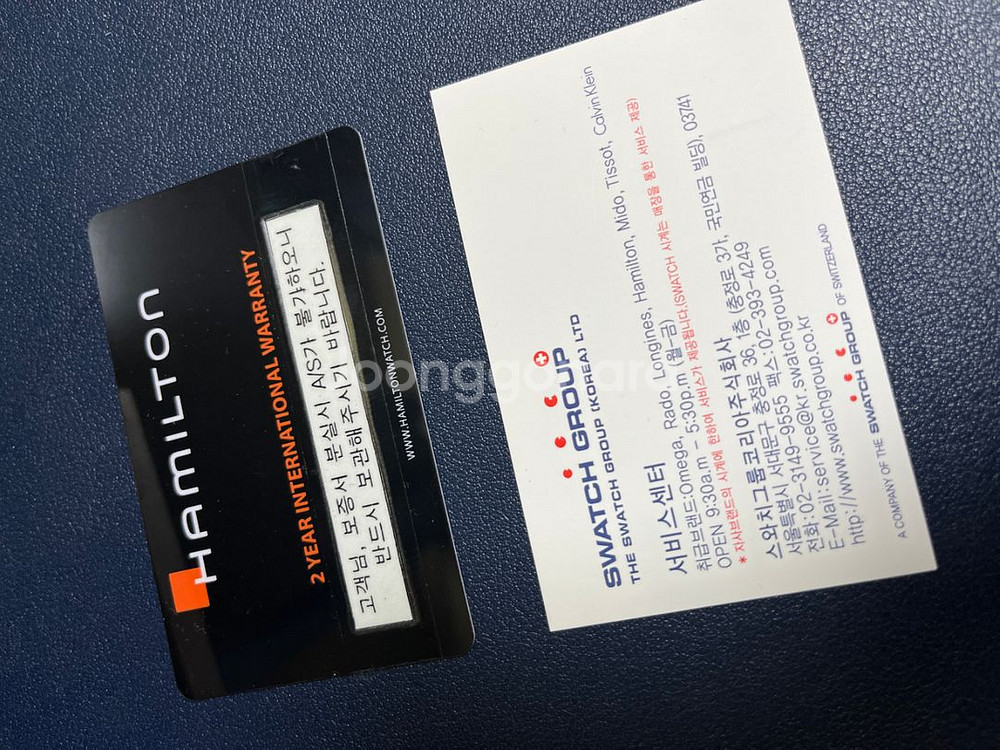 HAMILTON
2 YEAR INTERNATIONAL WARRANTY
고객님, 보증서 분실시 A/S가 불가하오니
반드시 보관해주시기 바랍니다.
WWW.HAMILTONWATCH.COM
SWATCH GROUP
THE SWATCH GROUP (KOREA) LTD
서비스센터
취급브랜드:Omega, Rado, Longines, Hamilton, Mido, Tissot, Calvin Klein
OPEN 9:30a.m - 5:30p.m (월-금)
* 자사브랜드의 시계에 한하여 서비스가 제공됩니다.(SWATCH 시계는 매장을 통한 서비스 제공)
스와치그룹코리아주식회사
서울특별시 서대문구 충정로 36, 1층 (충정로 3가, 국민연금 빌딩), 03741
전화:02-3149-9555 팩스:02-393-4249
E-Mail:service@kr.swatchgroup.com
http://www.swatchgroup.co.kr
A COMPANY OF THE SWATCH GROUP OF SWITZERLAND